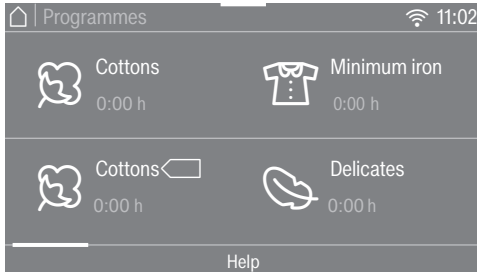 Programmes 11:02
Cottons
0:00 h
Minimum iron
0:00 h
Cottons
0:00 h
Delicates
0:00 h
Help